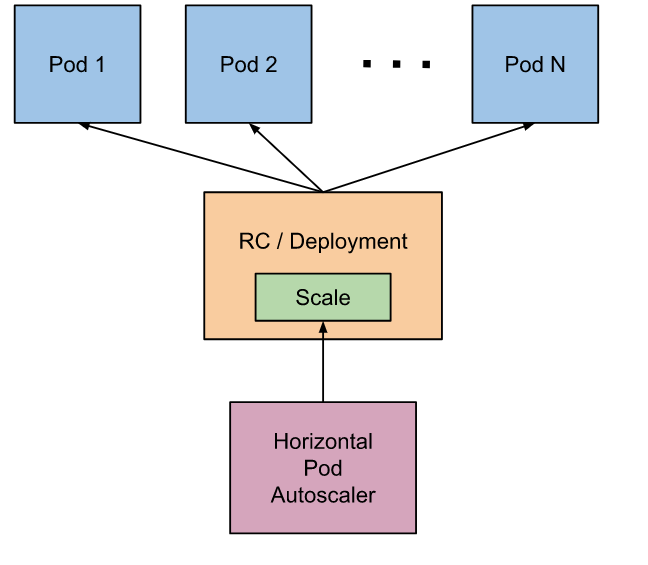 Pod 1
Pod 2
Pod N
RC / Deployment
Scale
Horizontal
Pod
Autoscaler